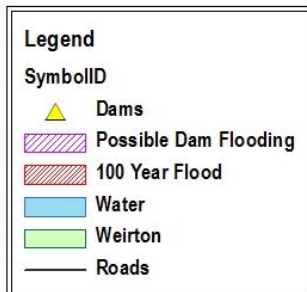 Legend
SymbolID
Dams
Possible Dam Flooding
100 Year Flood
Water
Weirton
Roads